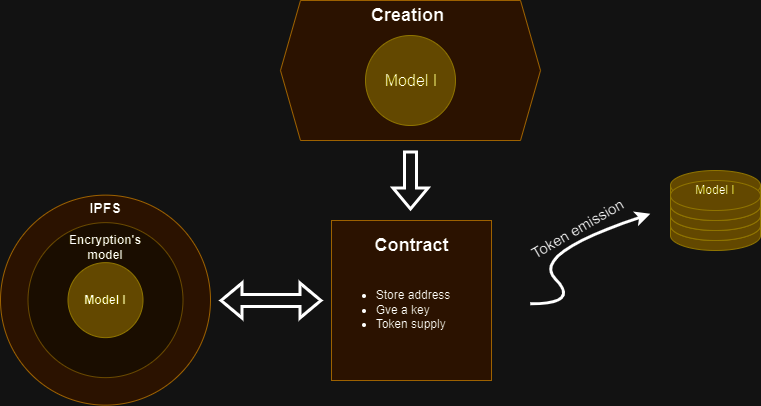 Creation
Model I
Model I
Token emission
IPFS
Encryption's
model
Model I
Contract
Store address
Gve a key
Token supply